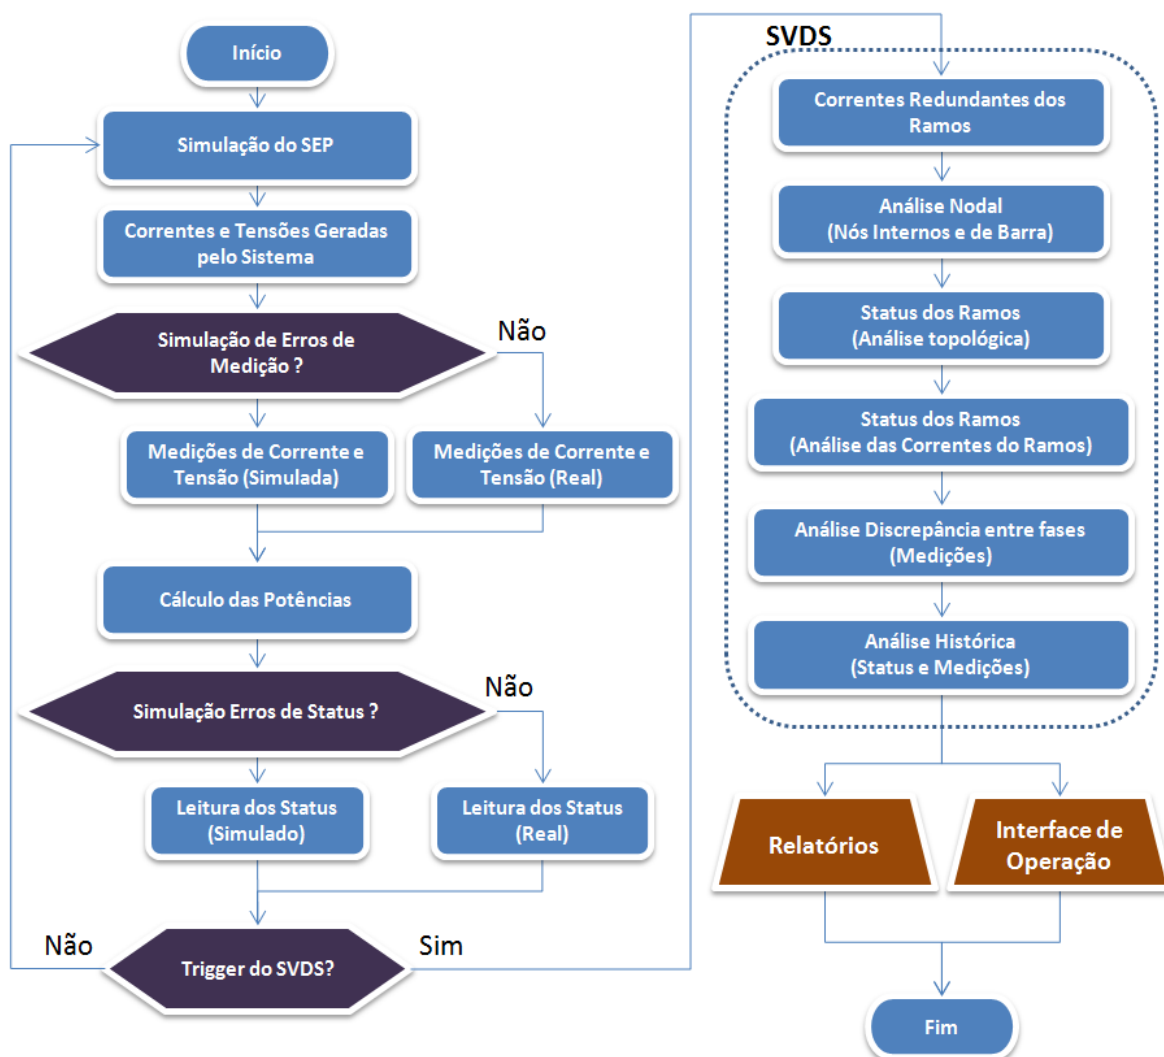 Início
Simulação do SEP
Correntes e Tensões Geradas
pelo Sistema
Simulação de Erros de
Medição ?
Não
Medições de Corrente e
Tensão (Simulada)
Medições de Corrente e
Tensão (Real)
Cálculo das Potências
Simulação Erros de Status ?
Não
Leitura dos Status
(Simulado)
Leitura dos Status
(Real)
Não
Trigger do SVDS?
Sim
SVDS
Correntes Redundantes dos
Ramos
Análise Nodal
(Nós Internos e de Barra)
Status dos Ramos
(Análise topológica)
Status dos Ramos
(Análise das Correntes do Ramos)
Análise Discrepância entre fases
(Medições)
Análise Histórica
(Status e Medições)
Relatórios
Interface de
Operação
Fim